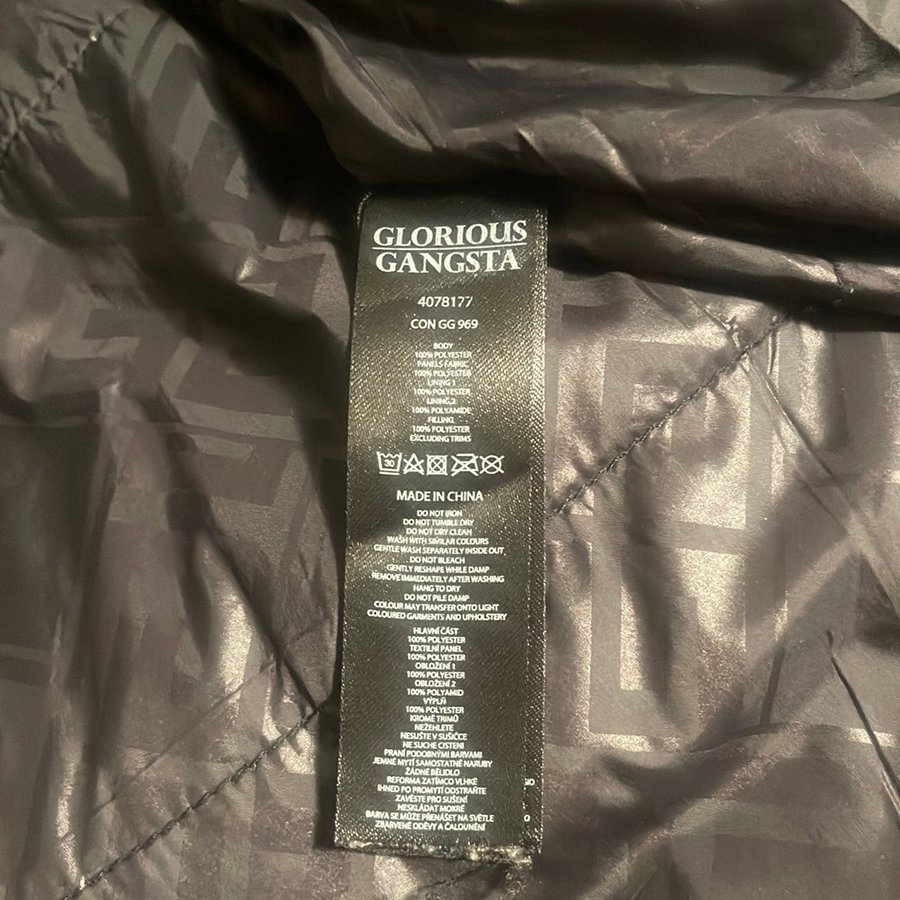 GLORIOUS
GANGSTA
4078177
CON GG 969
BODY
100% POLYESTER
PANELS FABRIC
100% POLYESTER
LINING 1
100% POLYESTER
LINING 2
100% POLYAMIDE
FILLING
100% POLYESTER
EXCLUDING TRIMS
30
MADE IN CHINA
DO NOT IRON
DO NOT TUMBLE DRY
DO NOT DRY CLEAN
WASH WITH SIMILAR COLOURS
GENTLE WASH SEPARATELY INSIDE OUT
DO NOT BLEACH
GENTLY RESHAPE WHILE DAMP
REMOVE IMMEDIATELY AFTER WASHING
HANG TO DRY
DO NOT PILE DAMP
COLOUR MAY TRANSFER ONTO LIGHT
COLOURED GARMENTS AND UPHOLSTERY
HLAVNÍ ČÁST
100% POLYESTER
TEXTILNÍ PANEL
100% POLYESTER
OBLOŽENÍ 1
100% POLYESTER
OBLOŽENÍ 2
100% POLYAMID
VÝPLŇ
100% POLYESTER
KROMĚ TRIMŮ
NEŽEHLETE
NESUŠTE V SUŠIČCE
NE SUCHE CISTENI
PRANÍ PODOBNÝMI BARVAMI
JEMNÉ MYTÍ SAMOSTATNĚ NARUBY
ŽÁDNÉ BĚLIDLO
REFORMA ZATÍMCO VLHKÉ
IHNED PO PROMYTÍ ODSTRAŇTE
ZAVĚSTE PRO SUŠENÍ
NESKLÁDAT MOKRÉ
BARVA SE MŮŽE PŘENÁŠET NA SVĚTLE
ZBARVENÉ ODĚVY A ČALOUNĚNÍ